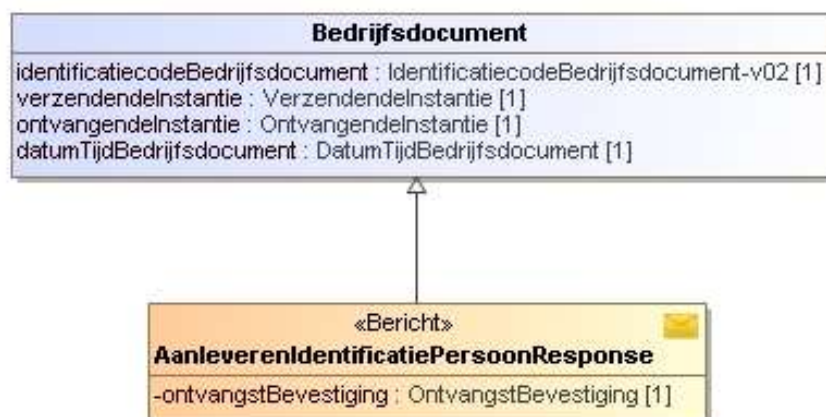 Bedrijfsdocument
identificatiecodeBedrijfsdocument : IdentificatiecodeBedrijfsdocument-v02 [1]
verzendendeInstantie : VerzendendeInstantie [1]
ontvangendeInstantie : OntvangendeInstantie [1]
datumTijdBedrijfsdocument : DatumTijdBedrijfsdocument [1]
«Bericht»
AanleverenIdentificatiePersoonResponse
-ontvangstBevestiging : OntvangstBevestiging [1]